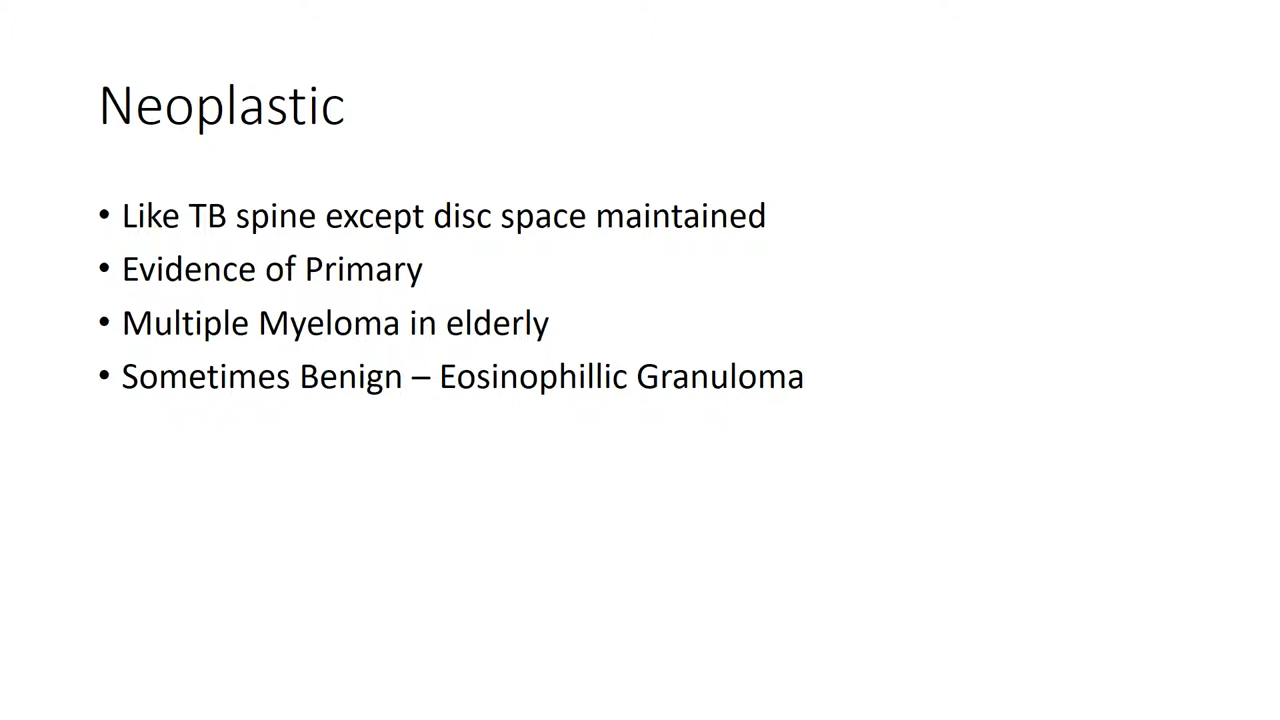 Neoplastic
• Like TB spine except disc space maintained
• Evidence of Primary
• Multiple Myeloma in elderly
• Sometimes Benign – Eosinophillic Granuloma